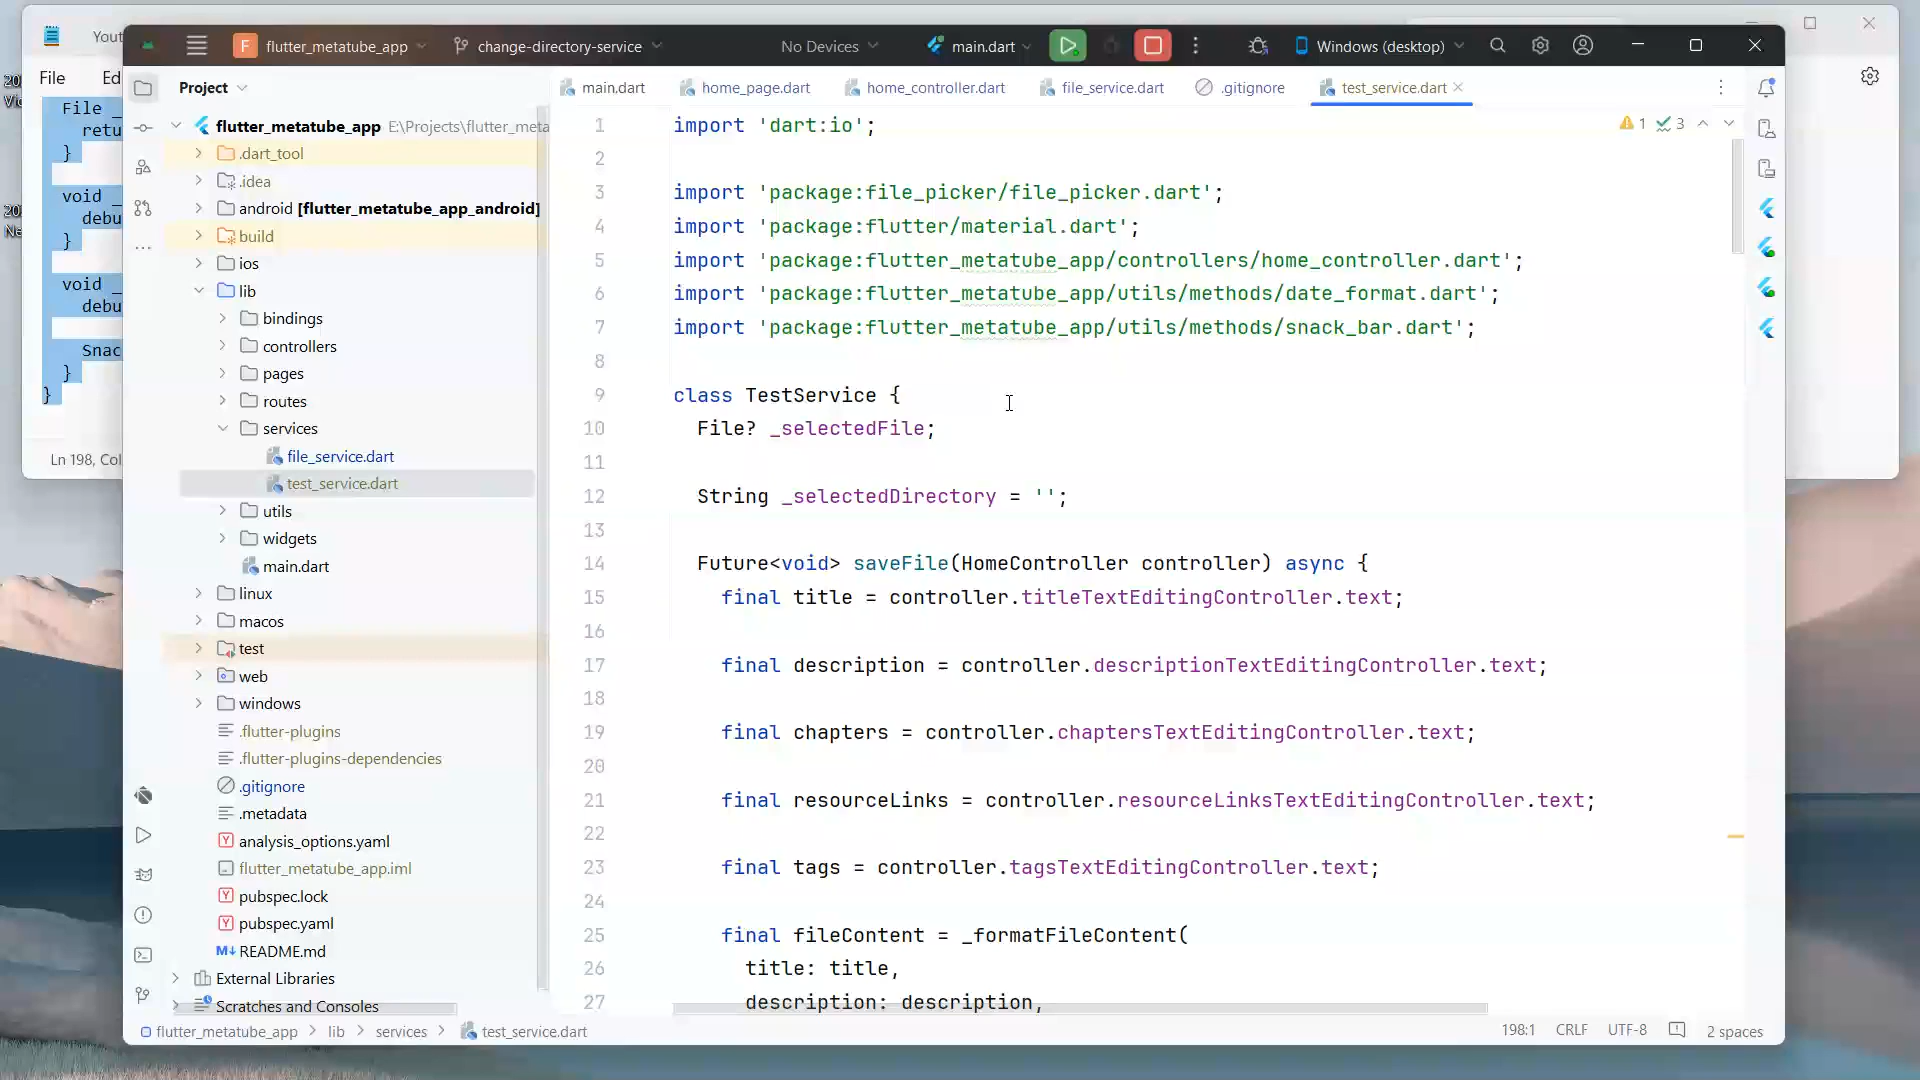 Yout
File Ed
File _
retu
}
void _
debu
}
void _
debu
Snac
}
}
Ln 198, Col
20
Vi
20
Ne
F flutter_metatube_app
change-directory-service
No Devices
main.dart
Windows (desktop)
Project
main.dart
home_page.dart
home_controller.dart
file_service.dart
.gitignore
test_service.dart
flutter_metatube_app E:\Projects\flutter_meta
.dart_tool
.idea
android [flutter_metatube_app_android]
build
ios
lib
bindings
controllers
pages
routes
services
file_service.dart
test_service.dart
utils
widgets
main.dart
linux
macos
test
web
windows
.flutter-plugins
.flutter-plugins-dependencies
.gitignore
.metadata
analysis_options.yaml
flutter_metatube_app.iml
pubspec.lock
pubspec.yaml
README.md
External Libraries
Scratches and Consoles
1 3
1 import 'dart:io';
2
3 import 'package:file_picker/file_picker.dart';
4 import 'package:flutter/material.dart';
5 import 'package:flutter_metatube_app/controllers/home_controller.dart';
6 import 'package:flutter_metatube_app/utils/methods/date_format.dart';
7 import 'package:flutter_metatube_app/utils/methods/snack_bar.dart';
8
9 class TestService {
10 File? _selectedFile;
11
12 String _selectedDirectory = '';
13
14 Future<void> saveFile(HomeController controller) async {
15 final title = controller.titleTextEditingController.text;
16
17 final description = controller.descriptionTextEditingController.text;
18
19 final chapters = controller.chaptersTextEditingController.text;
20
21 final resourceLinks = controller.resourceLinksTextEditingController.text;
22
23 final tags = controller.tagsTextEditingController.text;
24
25 final fileContent = _formatFileContent(
26 title: title,
27 description: description,
flutter_metatube_app > lib > services > test_service.dart
198:1 CRLF UTF-8 2 spaces